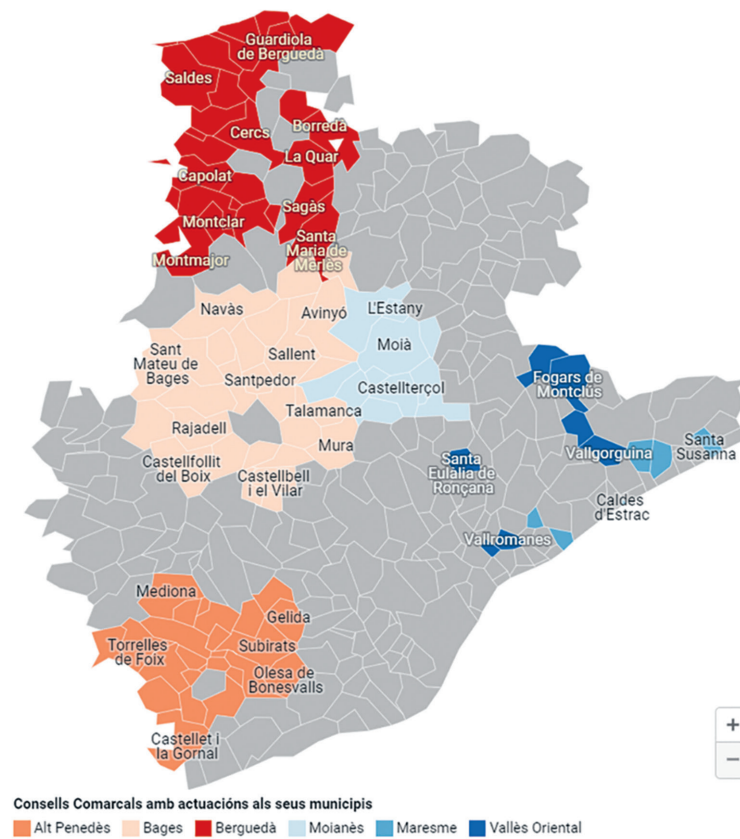 Guardiola
de Berguedà
Saldes
Cercs
Borredà
La Quar
Capolat
Sagàs
Montclar
Santa
Maria de
Merlès
Montmajor
Navàs
Avinyó
L'Estany
Moià
Sant
Mateu de
Bages
Sallent
Santpedor
Castellterçol
Talamanca
Rajadell
Mura
Castellfollit
del Boix
Castellbell
i el Vilar
Fogars de
Montclús
Santa
Eulàlia de
Ronçana
Vallgorguina
Santa
Susanna
Caldes
d'Estrac
Vallromanes
Mediona
Gelida
Torrelles
de Foix
Subirats
Olesa de
Bonesvalls
Castellet i
la Gornal
+
−
Consells Comarcals amb actuacións als seus municipis
Alt Penedès Bages Berguedà Moianès Maresme Vallès Oriental